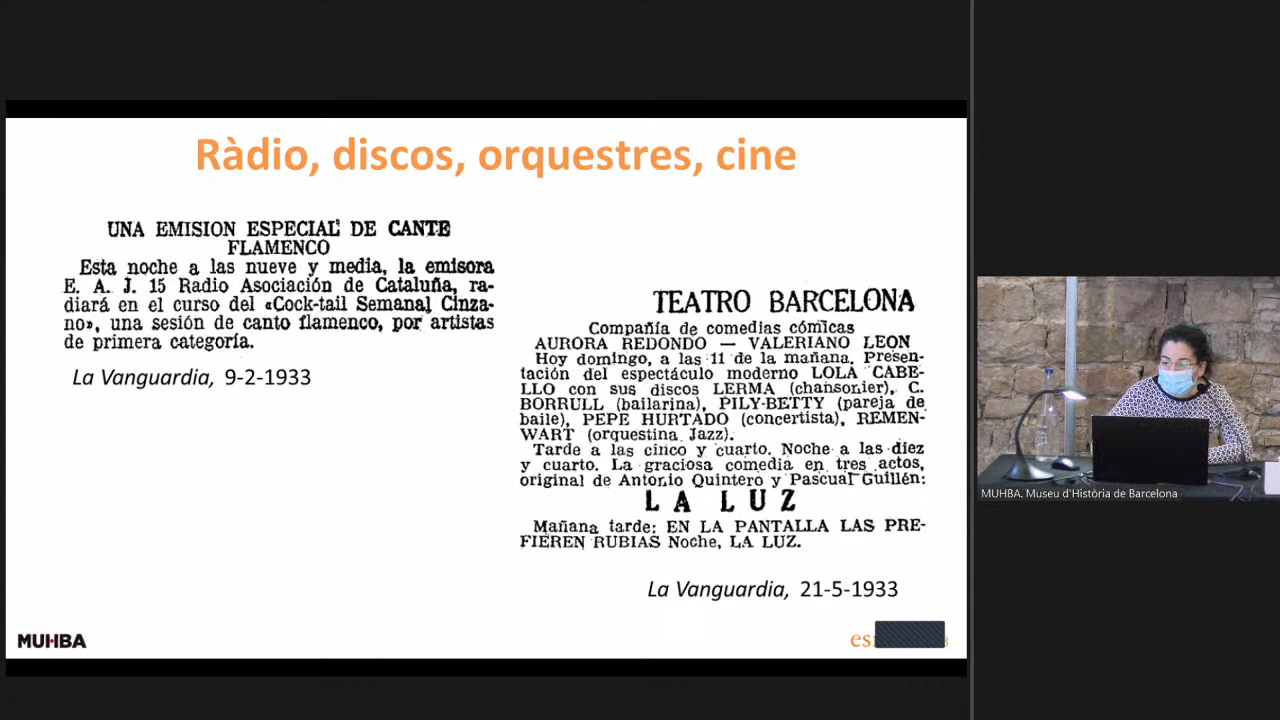 Ràdio, discos, orquestres, cine
UNA EMISION ESPECIAL DE CANTE
FLAMENCO
Esta noche a las nueve y media, la emisora
E. A. J. 15 Radio Asociación de Cataluña, ra-
diará en el curso del «Cock-tail Semanal Cinza-
no», una sesión de canto flamenco, por artistas
de primera categoría.
La Vanguardia, 9-2-1933
TEATRO BARCELONA
Compañía de comedias cómicas
AURORA REDONDO — VALERIANO LEON
Hoy domingo, a las 11 de la mañana. Presen-
tación del espectáculo moderno LOLA CABE-
LLO con sus discos LERMA (chansonier), C.
BORRULL (bailarina), PILY-BETTY (pareja de
baile), PEPE HURTADO (concertista), REMEN-
WART (orquestina Jazz).
Tarde a las cinco y cuarto. Noche a las diez
y cuarto. La graciosa comedia en tres actos,
original de Antonio Quintero y Pascual Guillén:
LA LUZ
Mañana tarde: EN LA PANTALLA LAS PRE-
FIEREN RUBIAS Noche, LA LUZ.
La Vanguardia, 21-5-1933
MUHBA
MUHBA. Museu d'Història de Barcelona